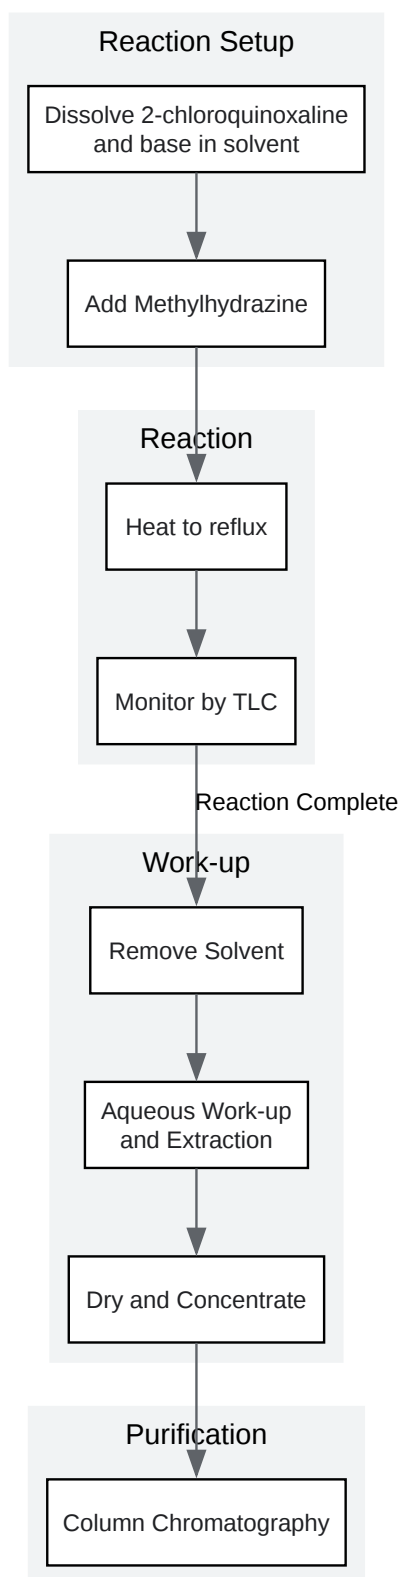 Reaction Setup
Dissolve 2-chloroquinoxaline
and base in solvent
Add Methylhydrazine
Reaction
Heat to reflux
Monitor by TLC
Reaction Complete
Work-up
Remove Solvent
Aqueous Work-up
and Extraction
Dry and Concentrate
Purification
Column Chromatography